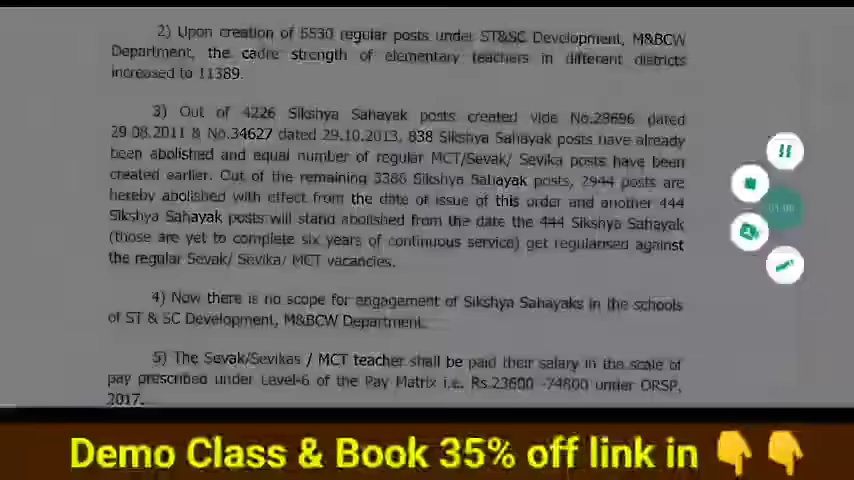 2) Upon creation of 5530 regular posts under ST&SC Development, M&BCW
Department, the cadre strength of elementary teachers in different districts
increased to 11389.
3) Out of 4226 Sikshya Sahayak posts created vide No.29696 dated
29.08.2011 & No.34627 dated 29.10.2013, 838 Sikshya Sahayak posts have already
been abolished and equal number of regular MCT/Sevak/ Sevika posts have been
created earlier. Out of the remaining 3388 Sikshya Sahayak posts, 2944 posts are
hereby abolished with effect from the date of issue of this order and another 444
Sikshya Sahayak posts will stand abolished from the date the 444 Sikshya Sahayak
(those are yet to complete six years of continuous service) get regularised against
the regular Sevak/ Sevika/ MCT vacancies.
4) Now there is no scope for engagement of Sikshya Sahayaks in the schools
of ST & SC Development, M&BCW Department.
5) The Sevak/Sevikas / MCT teacher shall be paid their salary in the scale of
pay prescribed under Level-6 of the Pay Matrix i.e. Rs.23600 -74800 under ORSP,
2017.
Demo Class & Book 35% off link in 👇 👇